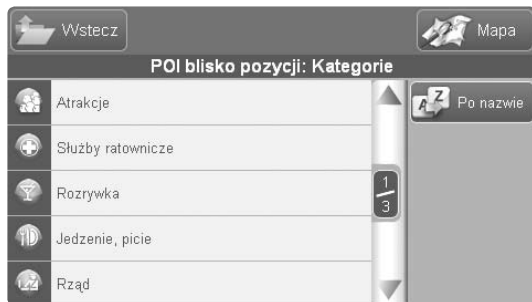 Wstecz
Mapa
POI blisko pozycji: Kategorie
Atrakcje
Po nazwie
Służby ratownicze
Rozrywka
1
3
Jedzenie, picie
Rząd